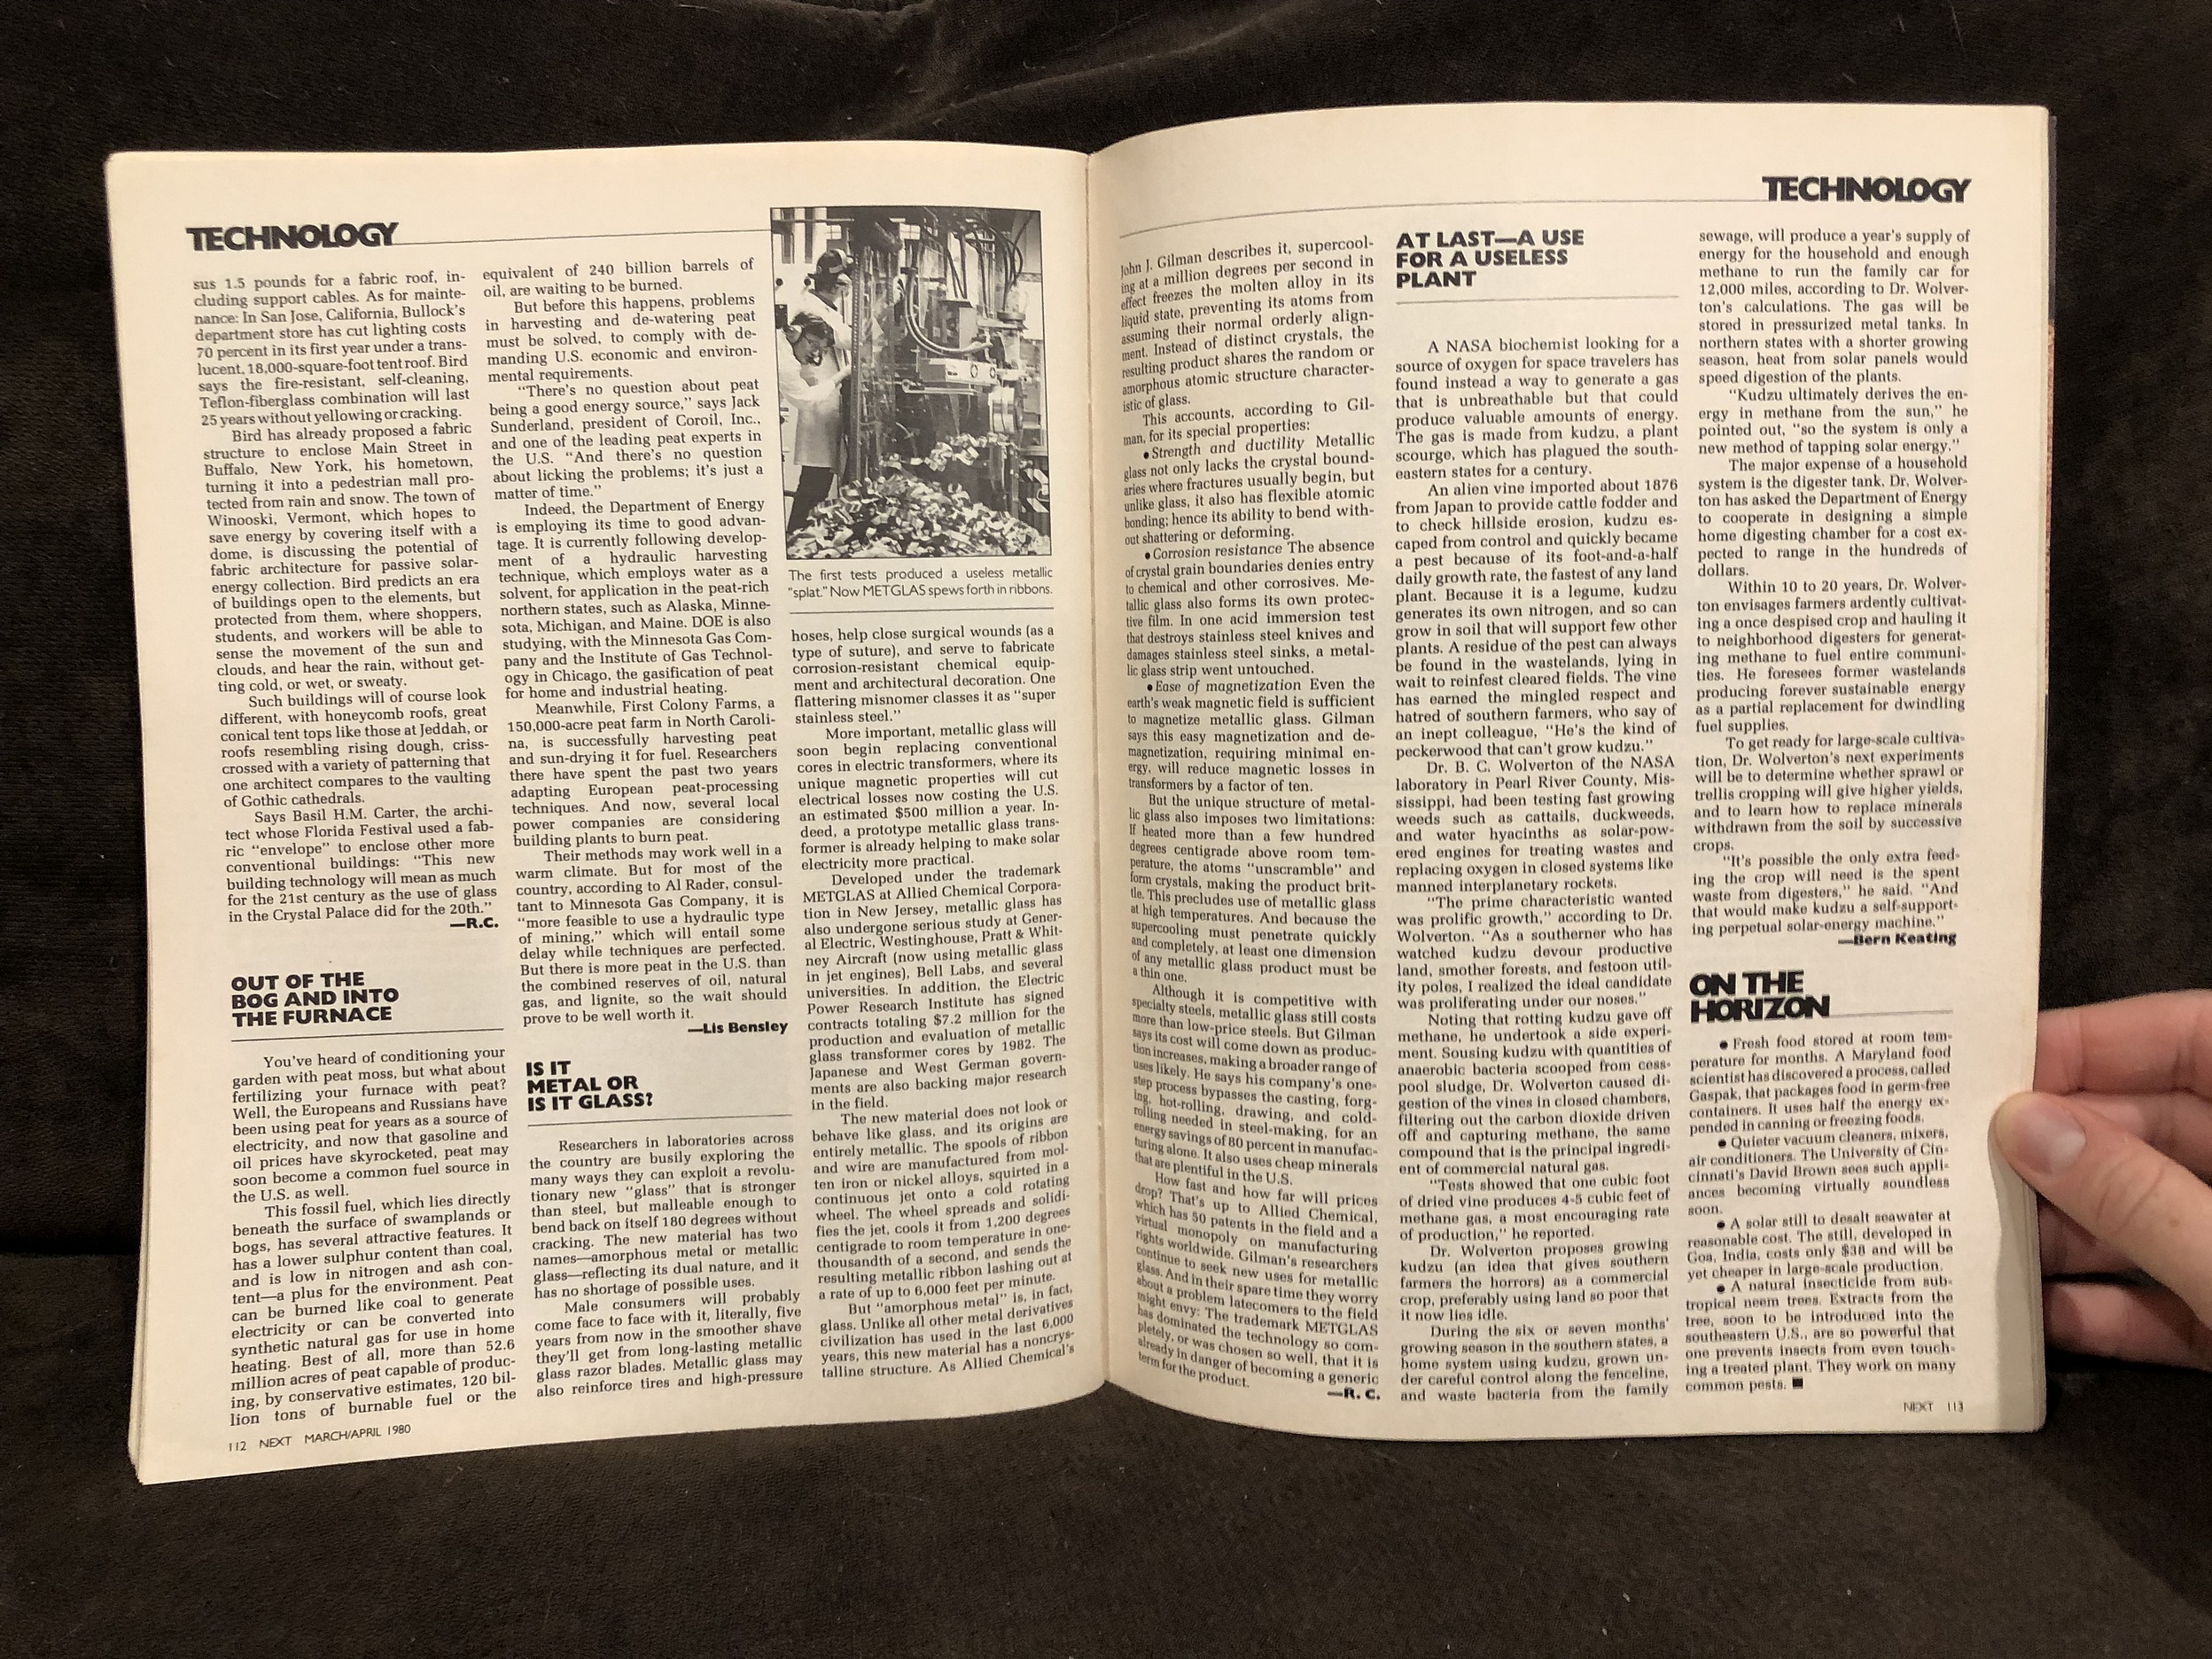 TECHNOLOGY
sus 1.5 pounds for a fabric roof, in-
cluding support cables. As for mainte-
nance: In San Jose, California, Bullock's
department store has cut lighting costs
70 percent in its first year under a trans-
lucent, 18,000-square-foot tent roof. Bird
says the fire-resistant, self-cleaning,
Teflon-fiberglass combination will last
25 years without yellowing or cracking.
Bird has already proposed a fabric
structure to enclose Main Street in
Buffalo, New York, his hometown,
turning it into a pedestrian mall pro-
tected from rain and snow. The town of
Winooski, Vermont, which hopes to
save energy by covering itself with a
dome, is discussing the potential of
fabric architecture for passive solar-
energy collection. Bird predicts an era
of buildings open to the elements, but
protected from them, where shoppers,
students, and workers will be able to
sense the movement of the sun and
clouds, and hear the rain, without get-
ting cold, or wet, or sweaty.
Such buildings will of course look
different, with honeycomb roofs, great
conical tent tops like those at Jeddah, or
roofs resembling rising dough, criss-
crossed with a variety of patterning that
one architect compares to the vaulting
of Gothic cathedrals.
Says Basil H.M. Carter, the archi-
tect whose Florida Festival used a fab-
ric "envelope" to enclose other more
conventional buildings: "This new
building technology will mean as much
for the 21st century as the use of glass
in the Crystal Palace did for the 20th."
—R.C.
OUT OF THE
BOG AND INTO
THE FURNACE
You've heard of conditioning your
garden with peat moss, but what about
fertilizing your furnace with peat?
Well, the Europeans and Russians have
been using peat for years as a source of
electricity, and now that gasoline and
oil prices have skyrocketed, peat may
soon become a common fuel source in
the U.S. as well.
This fossil fuel, which lies directly
beneath the surface of swamplands or
bogs, has several attractive features. It
has a lower sulphur content than coal,
and is low in nitrogen and ash con-
tent—a plus for the environment. Peat
can be burned like coal to generate
electricity or can be converted into
synthetic natural gas for use in home
heating. Best of all, more than 52.6
million acres of peat capable of produc-
ing, by conservative estimates, 120 bil-
lion tons of burnable fuel or the
equivalent of 240 billion barrels of
oil, are waiting to be burned.
But before this happens, problems
in harvesting and de-watering peat
must be solved, to comply with de-
manding U.S. economic and environ-
mental requirements.
"There's no question about peat
being a good energy source," says Jack
Sunderland, president of Coroil, Inc.,
and one of the leading peat experts in
the U.S. "And there's no question
about licking the problems; it's just a
matter of time."
Indeed, the Department of Energy
is employing its time to good advan-
tage. It is currently following develop-
ment of a hydraulic harvesting
technique, which employs water as a
solvent, for application in the peat-rich
northern states, such as Alaska, Minne-
sota, Michigan, and Maine. DOE is also
studying, with the Minnesota Gas Com-
pany and the Institute of Gas Technol-
ogy in Chicago, the gasification of peat
for home and industrial heating.
Meanwhile, First Colony Farms, a
150,000-acre peat farm in North Caroli-
na, is successfully harvesting peat
and sun-drying it for fuel. Researchers
there have spent the past two years
adapting European peat-processing
techniques. And now, several local
power companies are considering
building plants to burn peat.
Their methods may work well in a
warm climate. But for most of the
country, according to Al Rader, consul-
tant to Minnesota Gas Company, it is
"more feasible to use a hydraulic type
of mining," which will entail some
delay while techniques are perfected.
But there is more peat in the U.S. than
the combined reserves of oil, natural
gas, and lignite, so the wait should
prove to be well worth it.
—Lis Bensley
IS IT
METAL OR
IS IT GLASS?
Researchers in laboratories across
the country are busily exploring the
many ways they can exploit a revolu-
tionary new "glass" that is stronger
than steel, but malleable enough to
bend back on itself 180 degrees without
cracking. The new material has two
names—amorphous metal or metallic
glass—reflecting its dual nature, and it
has no shortage of possible uses.
Male consumers will probably
come face to face with it, literally, five
years from now in the smoother shave
they'll get from long-lasting metallic
glass razor blades. Metallic glass may
also reinforce tires and high-pressure
The first tests produced a useless metallic
"splat." Now METGLAS spews forth in ribbons.
hoses, help close surgical wounds (as a
type of suture), and serve to fabricate
corrosion-resistant chemical equip-
ment and architectural decoration. One
flattering misnomer classes it as "super
stainless steel."
More important, metallic glass will
soon begin replacing conventional
cores in electric transformers, where its
unique magnetic properties will cut
electrical losses now costing the U.S.
an estimated $500 million a year. In-
deed, a prototype metallic glass trans-
former is already helping to make solar
electricity more practical.
Developed under the trademark
METGLAS at Allied Chemical Corpora-
tion in New Jersey, metallic glass has
also undergone serious study at Gener-
al Electric, Westinghouse, Pratt & Whit-
ney Aircraft (now using metallic glass
in jet engines), Bell Labs, and several
universities. In addition, the Electric
Power Research Institute has signed
contracts totaling $7.2 million for the
production and evaluation of metallic
glass transformer cores by 1982. The
Japanese and West German govern-
ments are also backing major research
in the field.
The new material does not look or
behave like glass, and its origins are
entirely metallic. The spools of ribbon
and wire are manufactured from mol-
ten iron or nickel alloys, squirted in a
continuous jet onto a cold rotating
wheel. The wheel spreads and solidi-
fies the jet, cools it from 1,200 degrees
centigrade to room temperature in one-
thousandth of a second, and sends the
resulting metallic ribbon lashing out at
a rate of up to 6,000 feet per minute.
But "amorphous metal" is, in fact,
glass. Unlike all other metal derivatives
civilization has used in the last 6,000
years, this new material has a noncrys-
talline structure. As Allied Chemical's
112 NEXT MARCH/APRIL 1980
TECHNOLOGY
John J. Gilman describes it, supercool-
ing at a million degrees per second in
effect freezes the molten alloy in its
liquid state, preventing its atoms from
assuming their normal orderly align-
ment. Instead of distinct crystals, the
resulting product shares the random or
amorphous atomic structure character-
istic of glass.
This accounts, according to Gil-
man, for its special properties:
● Strength and ductility Metallic
glass not only lacks the crystal bound-
aries where fractures usually begin, but
unlike glass, it also has flexible atomic
bonding; hence its ability to bend with-
out shattering or deforming.
● Corrosion resistance The absence
of crystal grain boundaries denies entry
to chemical and other corrosives. Me-
tallic glass also forms its own protec-
tive film. In one acid immersion test
that destroys stainless steel knives and
damages stainless steel sinks, a metal-
lic glass strip went untouched.
● Ease of magnetization Even the
earth's weak magnetic field is sufficient
to magnetize metallic glass. Gilman
says this easy magnetization and de-
magnetization, requiring minimal en-
ergy, will reduce magnetic losses in
transformers by a factor of ten.
But the unique structure of metal-
lic glass also imposes two limitations:
If heated more than a few hundred
degrees centigrade above room tem-
perature, the atoms "unscramble" and
form crystals, making the product brit-
tle. This precludes use of metallic glass
at high temperatures. And because the
supercooling must penetrate quickly
and completely, at least one dimension
of any metallic glass product must be
a thin one.
Although it is competitive with
specialty steels, metallic glass still costs
more than low-price steels. But Gilman
says its cost will come down as produc-
tion increases, making a broader range of
uses likely. He says his company's one-
step process bypasses the casting, forg-
ing, hot-rolling, drawing, and cold-
rolling needed in steel-making, for an
energy savings of 80 percent in manufac-
turing alone. It also uses cheap minerals
that are plentiful in the U.S.
How fast and how far will prices
drop? That's up to Allied Chemical,
which has 50 patents in the field and a
virtual monopoly on manufacturing
rights worldwide. Gilman's researchers
continue to seek new uses for metallic
glass. And in their spare time they worry
about a problem latecomers to the field
might envy: The trademark METGLAS
has dominated the technology so com-
pletely, or was chosen so well, that it is
already in danger of becoming a generic
term for the product.
—R. C.
AT LAST—A USE
FOR A USELESS
PLANT
A NASA biochemist looking for a
source of oxygen for space travelers has
found instead a way to generate a gas
that is unbreathable but that could
produce valuable amounts of energy.
The gas is made from kudzu, a plant
scourge, which has plagued the south-
eastern states for a century.
An alien vine imported about 1876
from Japan to provide cattle fodder and
to check hillside erosion, kudzu es-
caped from control and quickly became
a pest because of its foot-and-a-half
daily growth rate, the fastest of any land
plant. Because it is a legume, kudzu
generates its own nitrogen, and so can
grow in soil that will support few other
plants. A residue of the pest can always
be found in the wastelands, lying in
wait to reinfest cleared fields. The vine
has earned the mingled respect and
hatred of southern farmers, who say of
an inept colleague, "He's the kind of
peckerwood that can't grow kudzu."
Dr. B. C. Wolverton of the NASA
laboratory in Pearl River County, Mis-
sissippi, had been testing fast growing
weeds such as cattails, duckweeds,
and water hyacinths as solar-pow-
ered engines for treating wastes and
replacing oxygen in closed systems like
manned interplanetary rockets.
"The prime characteristic wanted
was prolific growth," according to Dr.
Wolverton. "As a southerner who has
watched kudzu devour productive
land, smother forests, and festoon util-
ity poles, I realized the ideal candidate
was proliferating under our noses."
Noting that rotting kudzu gave off
methane, he undertook a side experi-
ment. Sousing kudzu with quantities of
anaerobic bacteria scooped from cess-
pool sludge, Dr. Wolverton caused di-
gestion of the vines in closed chambers,
filtering out the carbon dioxide driven
off and capturing methane, the same
compound that is the principal ingredi-
ent of commercial natural gas.
"Tests showed that one cubic foot
of dried vine produces 4-5 cubic feet of
methane gas, a most encouraging rate
of production," he reported.
Dr. Wolverton proposes growing
kudzu (an idea that gives southern
farmers the horrors) as a commercial
crop, preferably using land so poor that
it now lies idle.
During the six or seven months'
growing season in the southern states, a
home system using kudzu, grown un-
der careful control along the fenceline,
and waste bacteria from the family
sewage, will produce a year's supply of
energy for the household and enough
methane to run the family car for
12,000 miles, according to Dr. Wolver-
ton's calculations. The gas will be
stored in pressurized metal tanks. In
northern states with a shorter growing
season, heat from solar panels would
speed digestion of the plants.
"Kudzu ultimately derives the en-
ergy in methane from the sun," he
pointed out, "so the system is only a
new method of tapping solar energy."
The major expense of a household
system is the digester tank. Dr. Wolver-
ton has asked the Department of Energy
to cooperate in designing a simple
home digesting chamber for a cost ex-
pected to range in the hundreds of
dollars.
Within 10 to 20 years, Dr. Wolver-
ton envisages farmers ardently cultivat-
ing a once despised crop and hauling it
to neighborhood digesters for generat-
ing methane to fuel entire communi-
ties. He foresees former wastelands
producing forever sustainable energy
as a partial replacement for dwindling
fuel supplies.
To get ready for large-scale cultiva-
tion, Dr. Wolverton's next experiments
will be to determine whether sprawl or
trellis cropping will give higher yields,
and to learn how to replace minerals
withdrawn from the soil by successive
crops.
"It's possible the only extra feed-
ing the crop will need is the spent
waste from digesters," he said. "And
that would make kudzu a self-support-
ing perpetual solar-energy machine."
—Bern Keating
ON THE
HORIZON
● Fresh food stored at room tem-
perature for months. A Maryland food
scientist has discovered a process, called
Gaspak, that packages food in germ-free
containers. It uses half the energy ex-
pended in canning or freezing foods.
● Quieter vacuum cleaners, mixers,
air conditioners. The University of Cin-
cinnati's David Brown sees such appli-
ances becoming virtually soundless
soon.
● A solar still to desalt seawater at
reasonable cost. The still, developed in
Goa, India, costs only $38 and will be
yet cheaper in large-scale production.
● A natural insecticide from sub-
tropical neem trees. Extracts from the
tree, soon to be introduced into the
southeastern U.S., are so powerful that
one prevents insects from even touch-
ing a treated plant. They work on many
common pests. ■
NEXT 113